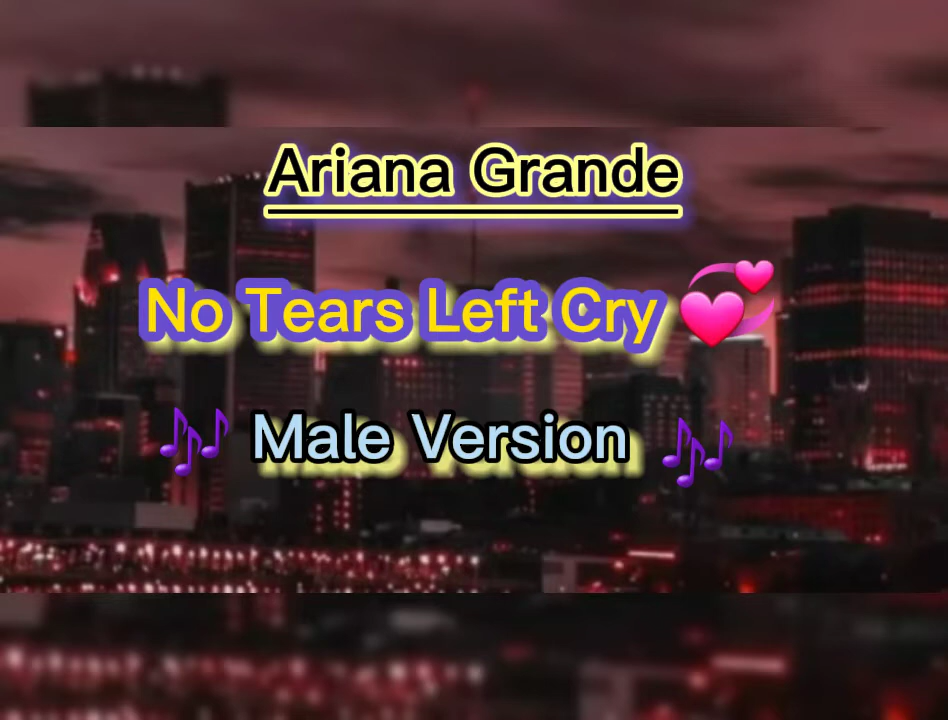 Ariana Grande
No Tears Left Cry 💞
🎶 Male Version 🎶